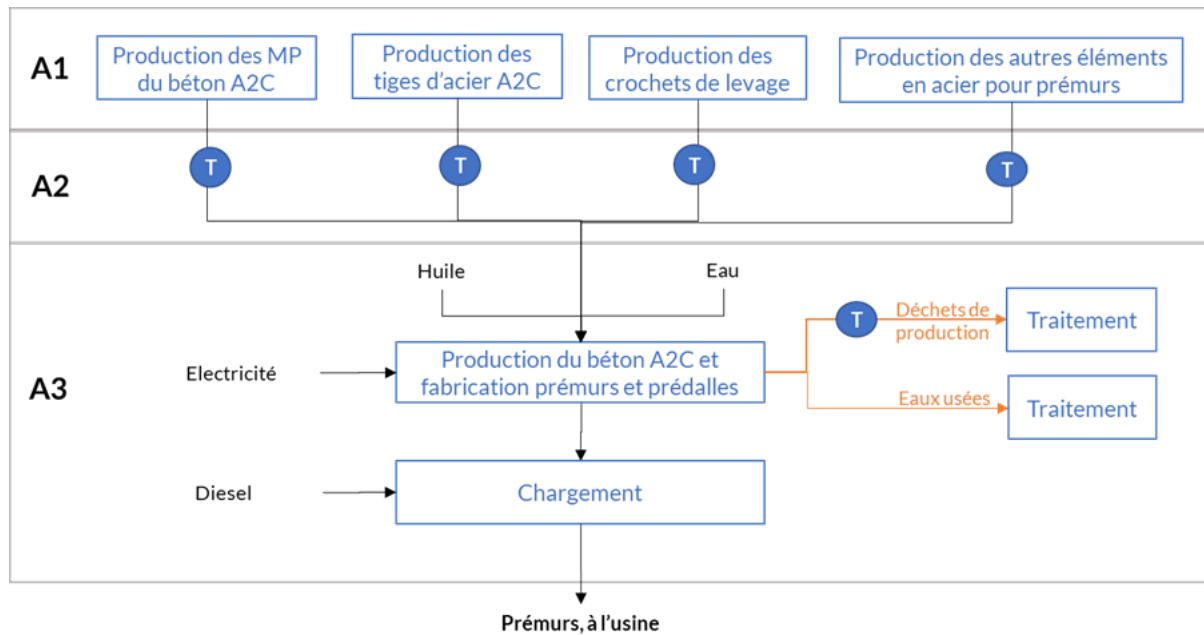 A1
Production des MP
du béton A2C
Production des
tiges d'acier A2C
Production des
crochets de levage
Production des autres éléments
en acier pour prémurs
A2
T
T
T
T
A3
Huile
Eau
Electricité
Production du béton A2C et
fabrication prémurs et prédalles
T
Déchets de
production
Traitement
Eaux usées
Traitement
Diesel
Chargement
Prémurs, à l'usine